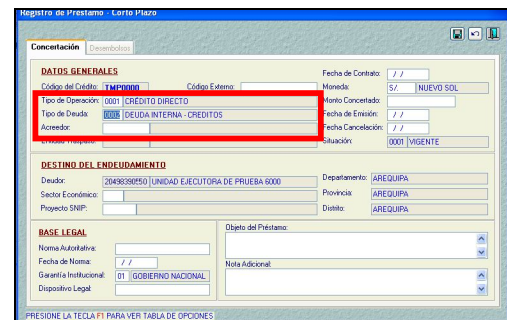 Registro de Préstamo - Corto Plazo
Concertación Desembolsos
DATOS GENERALES
Código del Crédito: TMP0000 Código Externo:
Tipo de Operación: 0001 CRÉDITO DIRECTO
Tipo de Deuda: 0002 DEUDA INTERNA - CREDITOS
Acreedor:
Fecha de Contrato: / /
Moneda: S/. NUEVO SOL
Monto Concertado:
Fecha de Emisión: / /
Fecha Cancelación: / /
Situación: 0001 VIGENTE
DESTINO DEL ENDEUDAMIENTO
Deudor: UNIDAD EJECUTORA DE PRUEBA 6000
Sector Económico:
Proyecto SNIP:
Departamento: AREQUIPA
Provincia: AREQUIPA
Distrito: AREQUIPA
BASE LEGAL
Norma Autoritativa:
Fecha de Norma: / /
Garantía Institucional: 01 GOBIERNO NACIONAL
Dispositivo Legal:
Objeto del Préstamo:
Nota Adicional:
PRESIONE LA TECLA F1 PARA VER TABLA DE OPCIONES